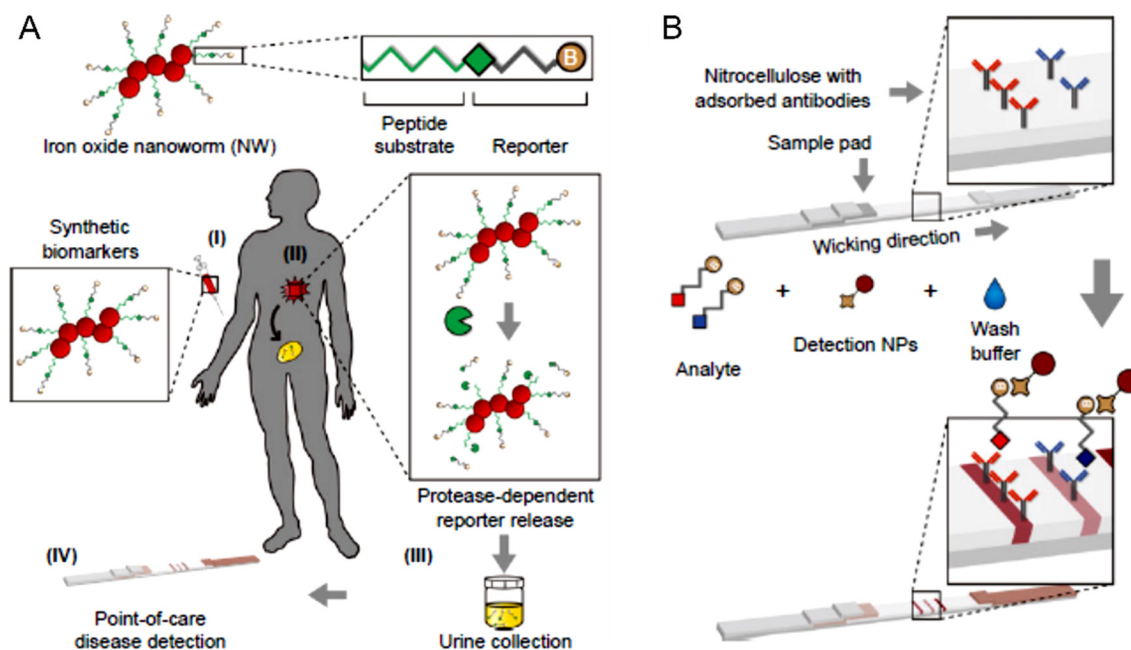 A
B
Iron oxide nanoworm (NW)
Peptide
substrate
Reporter
Synthetic
biomarkers
(I)
(II)
Protease-dependent
reporter release
(III)
Urine collection
(IV)
Point-of-care
disease detection
B
Nitrocellulose with
adsorbed antibodies
Sample pad
Wicking direction
+
+
Analyte
Detection NPs
Wash
buffer